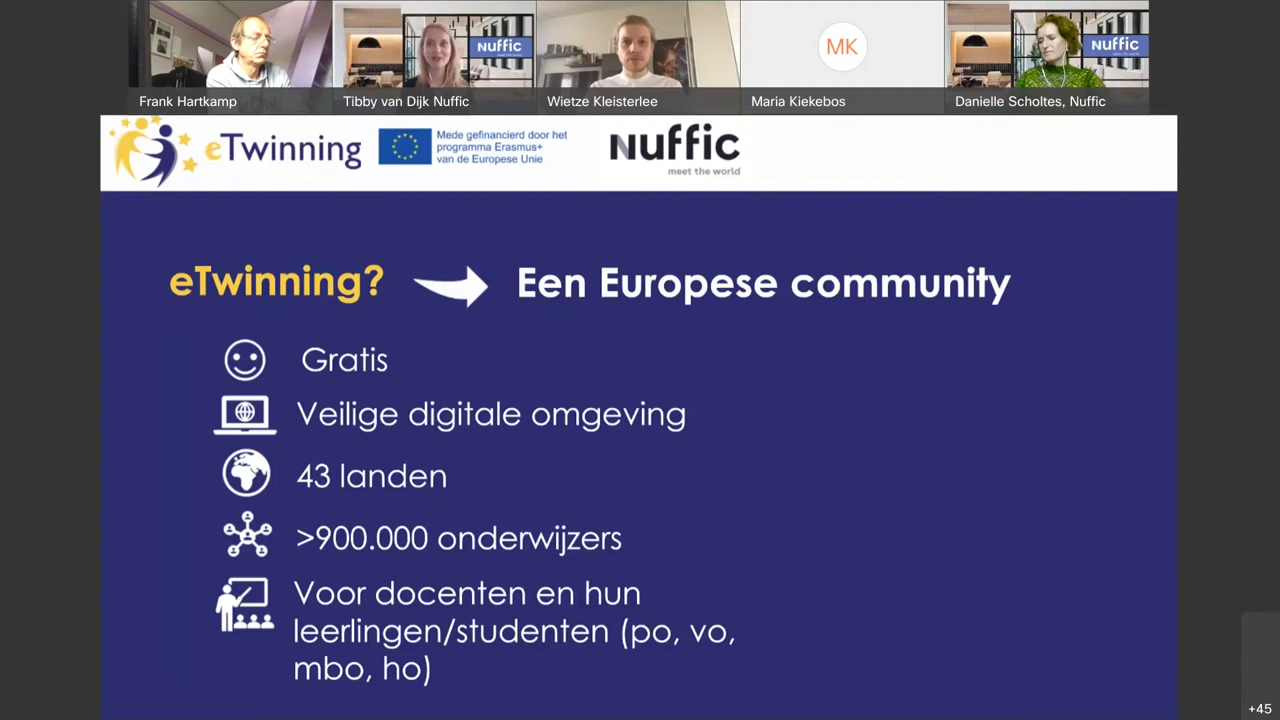 Nuffic
Nuffic
MK
Frank Hartkamp
Tibby van Dijk Nuffic
Wietze Kleisterlee
Maria Kiekebos
Danielle Scholtes, Nuffic
eTwinning
Mede gefinancierd door het
programma Erasmus+
van de Europese Unie
Nuffic
meet the world
eTwinning?
Een Europese community
Gratis
Veilige digitale omgeving
43 landen
>900.000 onderwijzers
Voor docenten en hun
leerlingen/studenten (po, vo,
mbo, ho)
+45